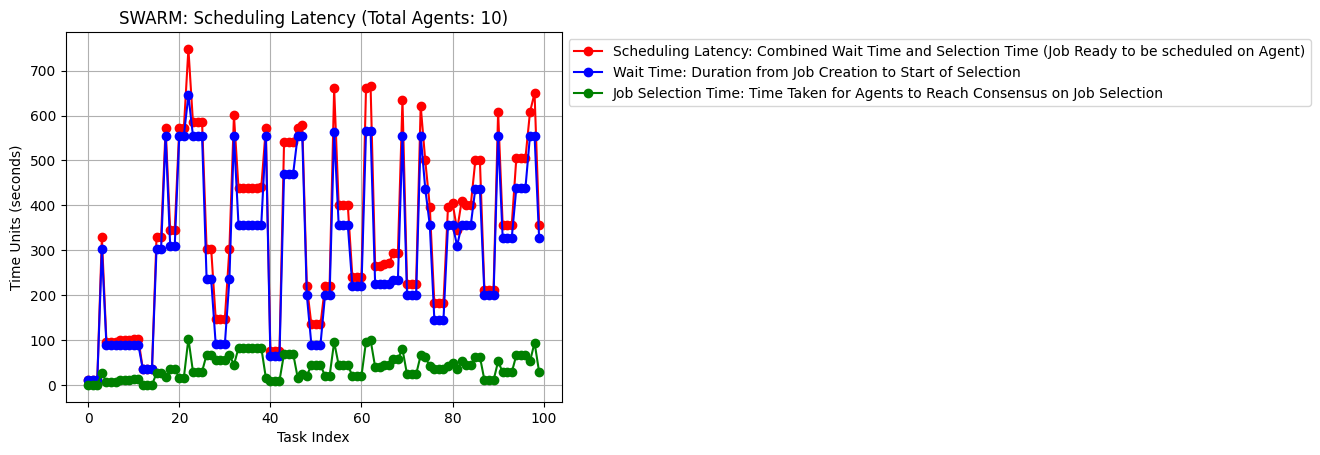 SWARM: Scheduling Latency (Total Agents: 10)
Scheduling Latency: Combined Wait Time and Selection Time (Job Ready to be scheduled on Agent)
Wait Time: Duration from Job Creation to Start of Selection
Job Selection Time: Time Taken for Agents to Reach Consensus on Job Selection
Time Units (seconds)
700
600
500
400
300
200
100
0
0 20 40 60 80 100
Task Index